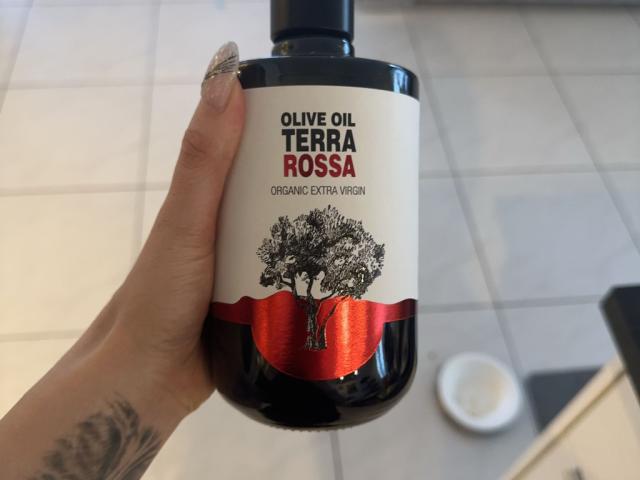 OLIVE OIL
TERRA
ROSSA
ORGANIC EXTRA VIRGIN